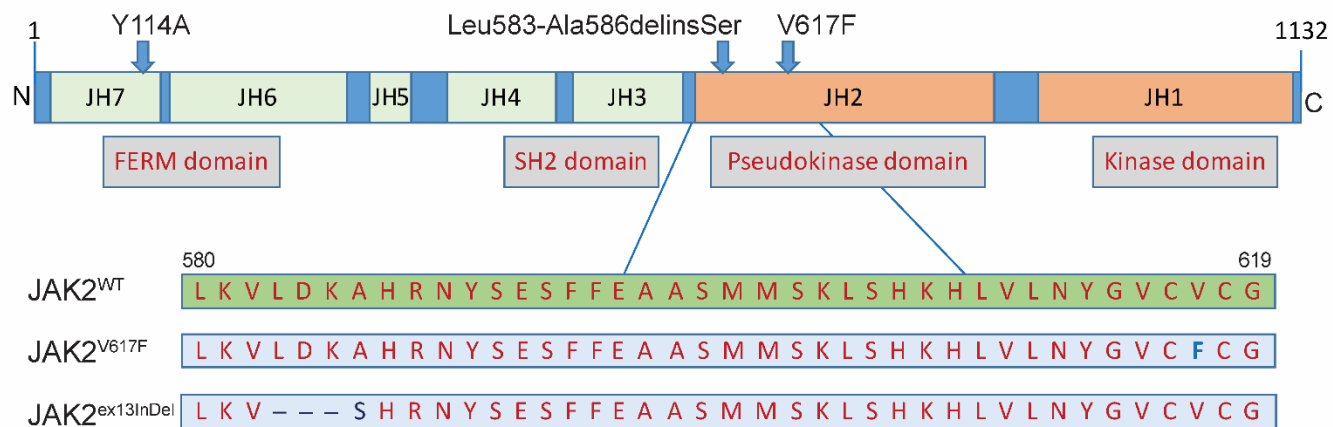 Y114A Leu583-Ala586delinsSer V617F
1 1132
N JH7 JH6 JH5 JH4 JH3 JH2 JH1 C
FERM domain SH2 domain Pseudokinase domain Kinase domain
580 619
JAK2WT L K V L D K A H R N Y S E S F F E A A S M M S K L S H K H L V L N Y G V C V C G
JAK2V617F L K V L D K A H R N Y S E S F F E A A S M M S K L S H K H L V L N Y G V C F C G
JAK2ex13InDel L K V – – – S H R N Y S E S F F E A A S M M S K L S H K H L V L N Y G V C V C G